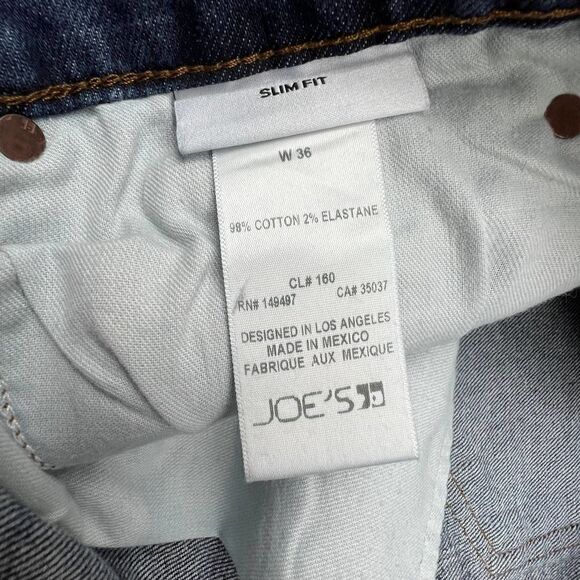 SLIM FIT
W 36
98% COTTON 2% ELASTANE
CL# 160
RN# 149497 CA# 35037
DESIGNED IN LOS ANGELES
MADE IN MEXICO
FABRIQUE AUX MEXIQUE
JOE'S